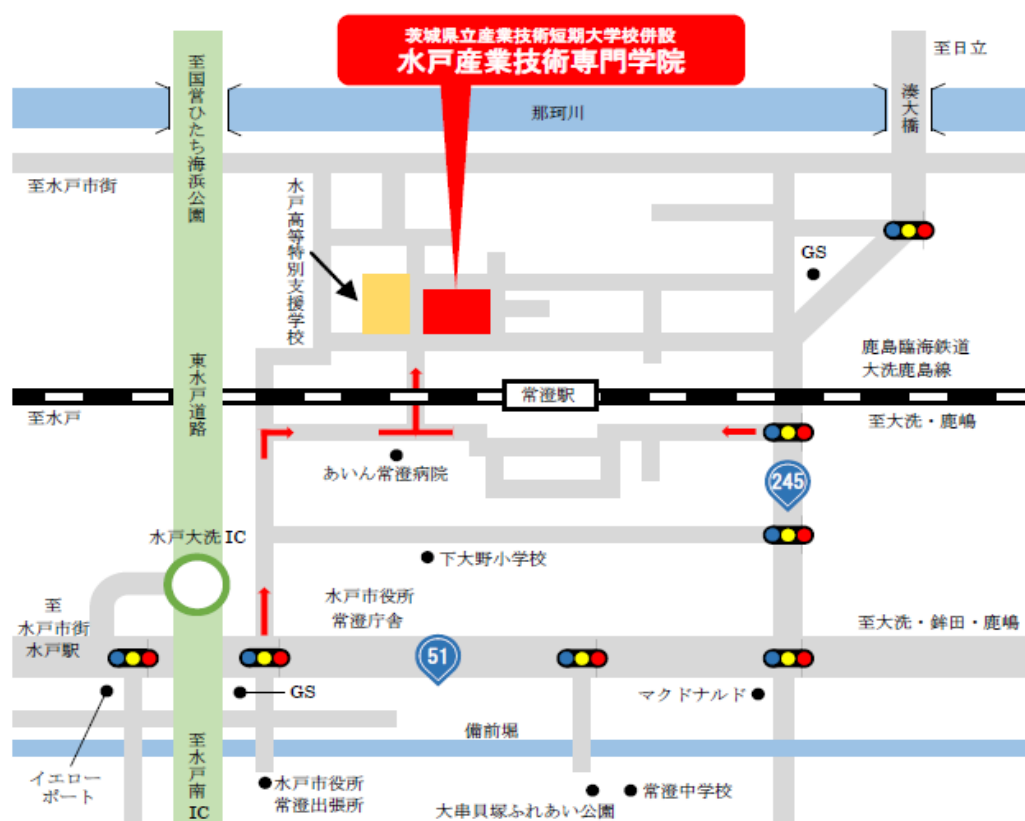 茨城県立産業技術短期大学校併設
水戸産業技術専門学院
至国営ひたち海浜公園
至日立
湊大橋
那珂川
至水戸市街
水戸高等特別支援学校
GS
東水戸道路
鹿島臨海鉄道
大洗鹿島線
常澄駅
至水戸
至大洗・鹿嶋
あいん常澄病院
245
水戸大洗IC
下大野小学校
至
水戸市街
水戸駅
水戸市役所
常澄庁舎
至大洗・鉾田・鹿嶋
51
GS
マクドナルド
備前堀
至水戸南IC
イエロー
ポート
水戸市役所
常澄出張所
大串貝塚ふれあい公園
常澄中学校